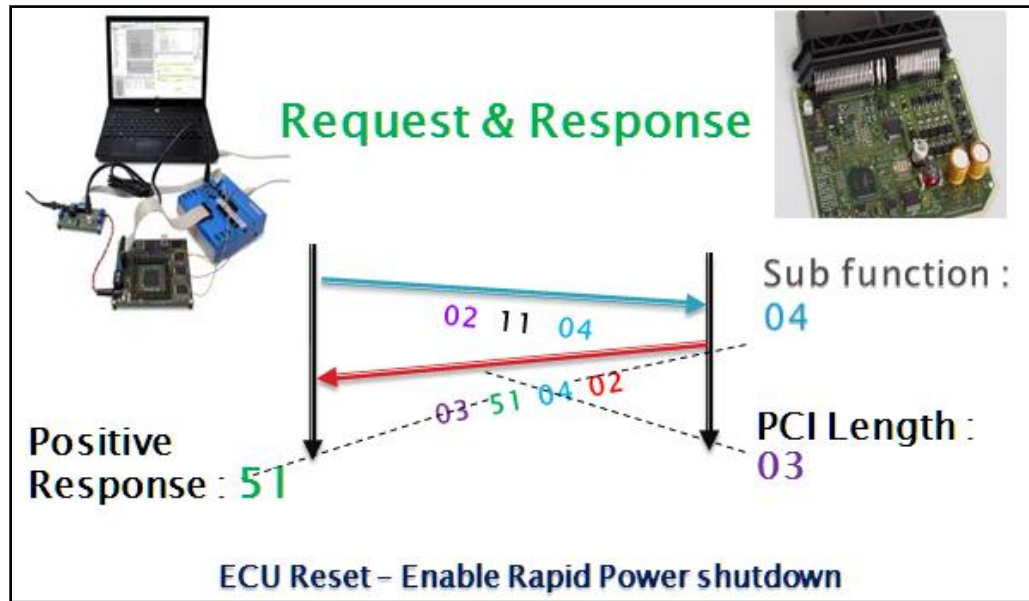 Request & Response
Sub function :
04
02 11 04
03 51 04 02
Positive
Response : 51
PCI Length :
03
ECU Reset – Enable Rapid Power shutdown